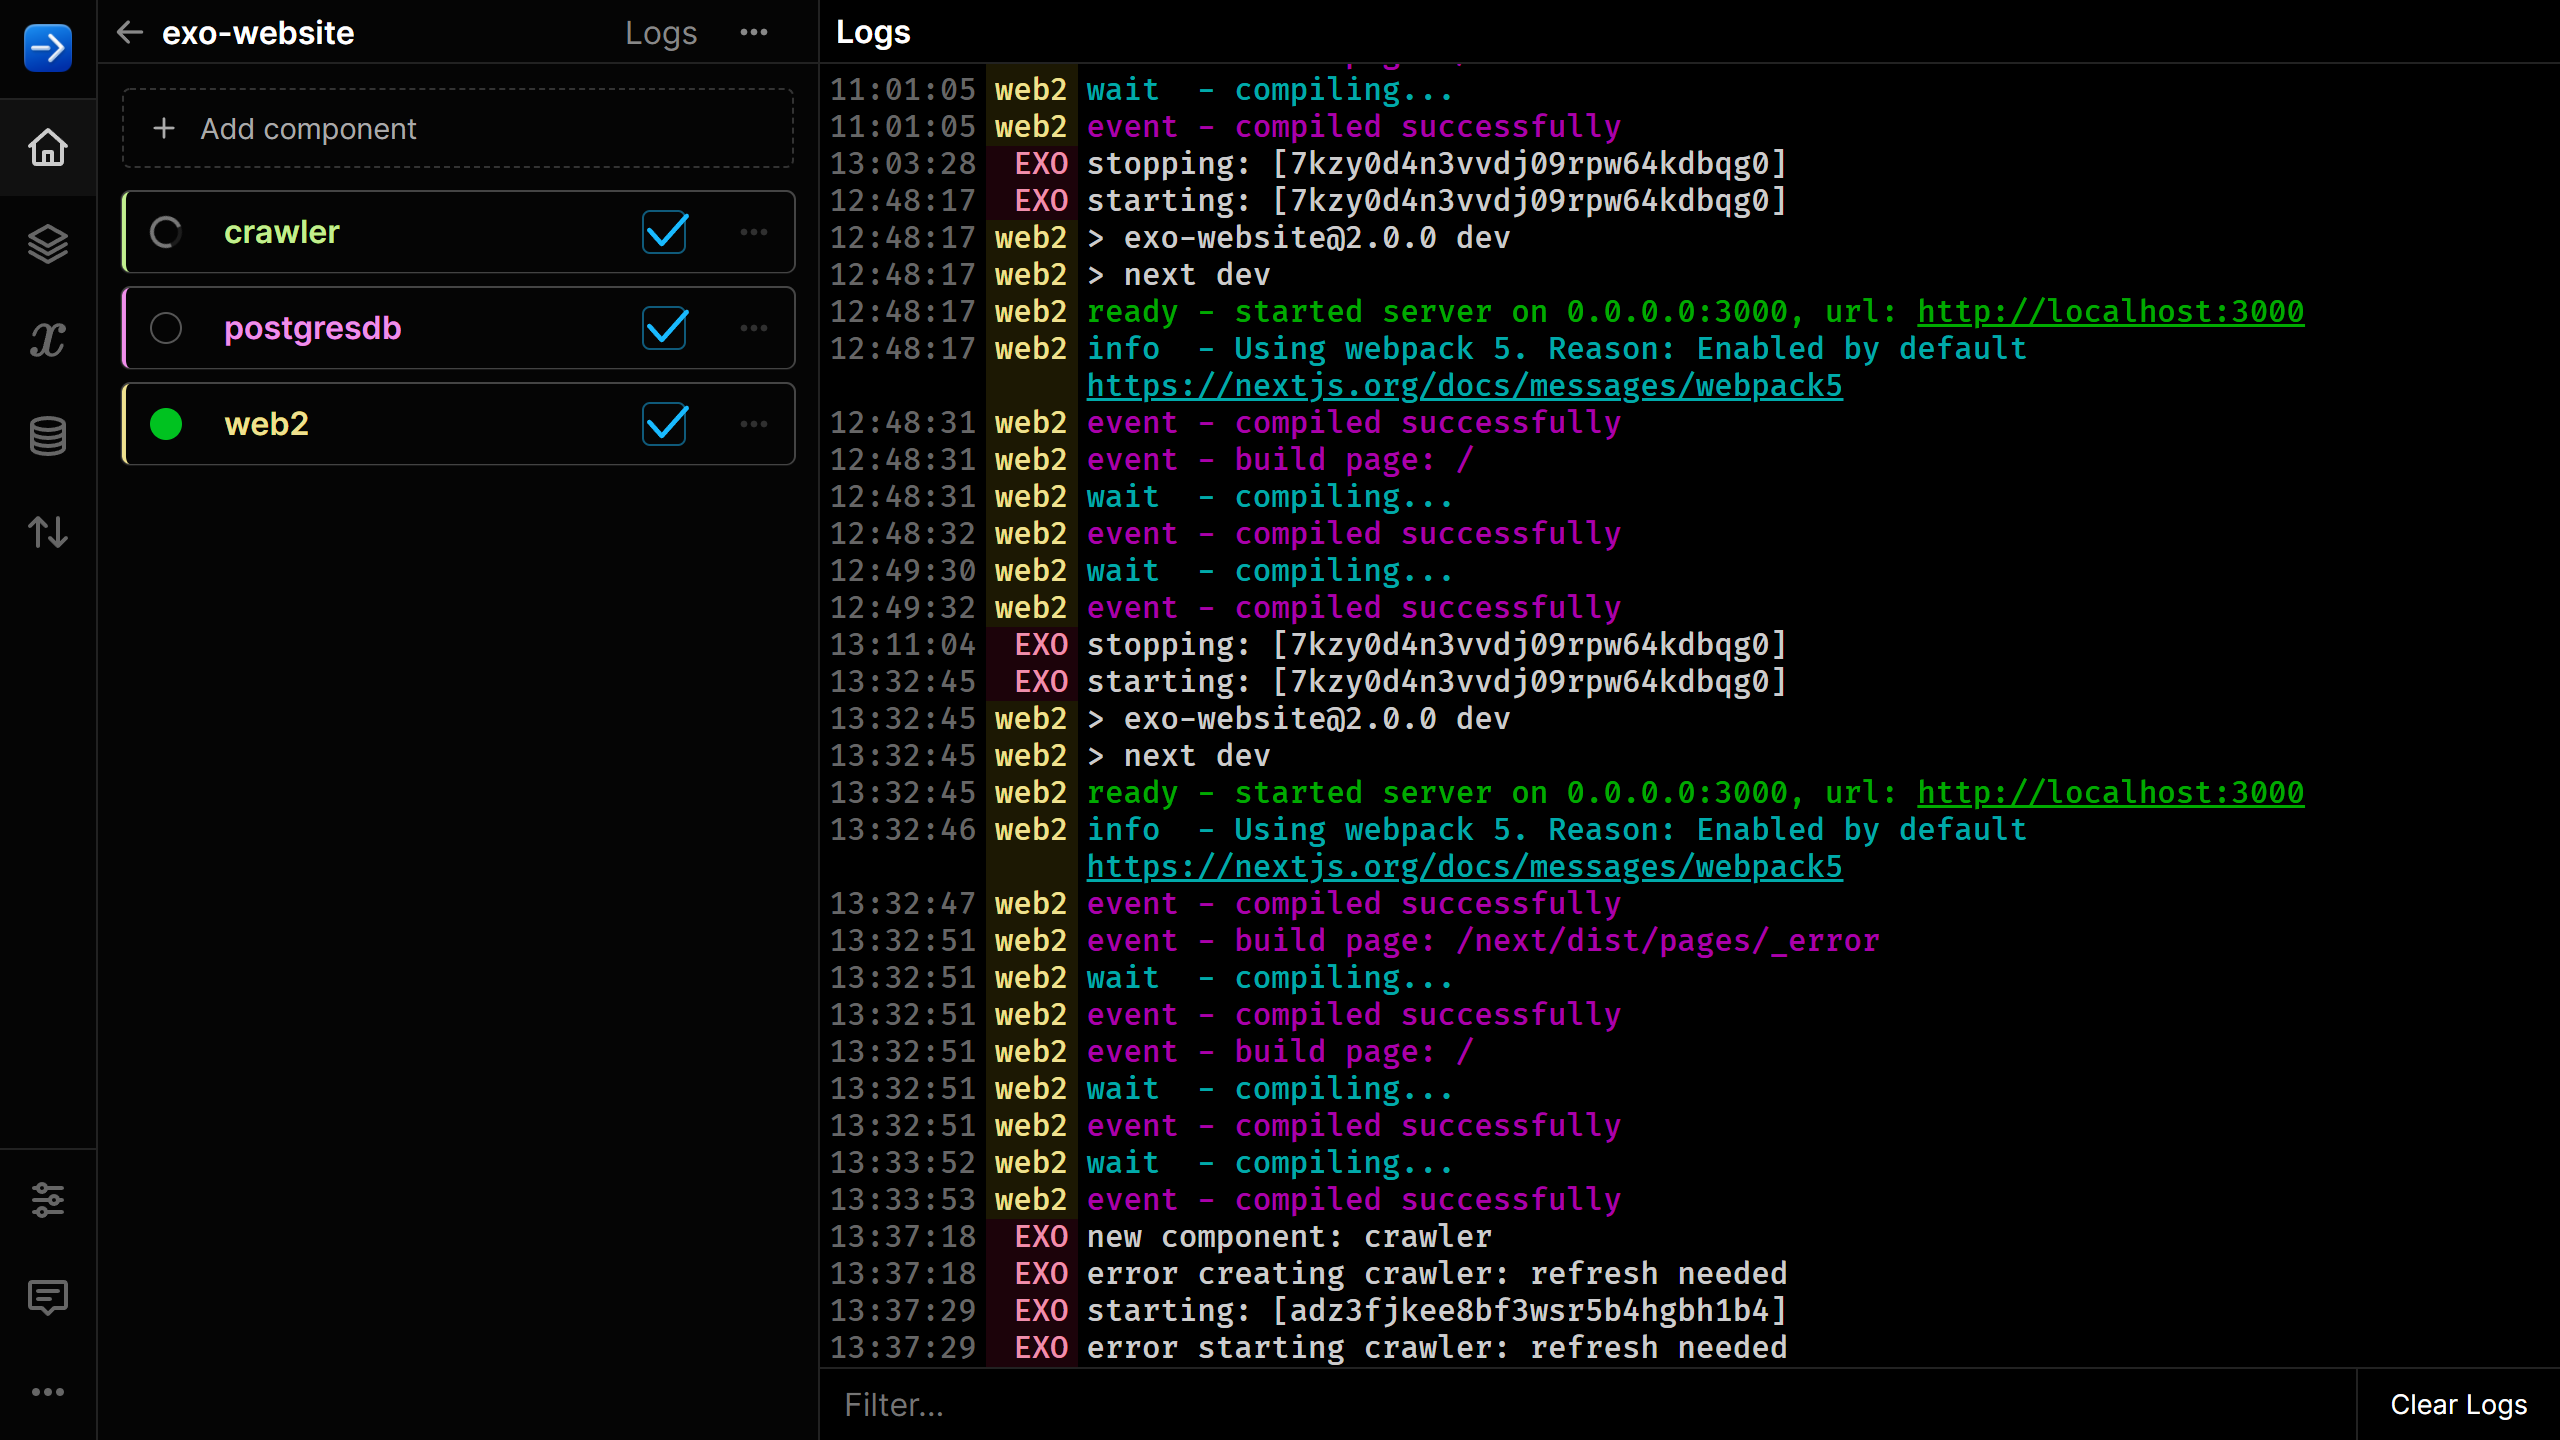 exo-website
Logs
Add component
crawler
postgresdb
web2
Logs
11:01:05 web2 wait  - compiling...
11:01:05 web2 event - compiled successfully
13:03:28 EXO stopping: [7kzy0d4n3vvdj09rpw64kdbqg0]
12:48:17 EXO starting: [7kzy0d4n3vvdj09rpw64kdbqg0]
12:48:17 web2 > exo-website@2.0.0 dev
12:48:17 web2 > next dev
12:48:17 web2 ready - started server on 0.0.0.0:3000, url: http://localhost:3000
12:48:17 web2 info  - Using webpack 5. Reason: Enabled by default
https://nextjs.org/docs/messages/webpack5
12:48:31 web2 event - compiled successfully
12:48:31 web2 event - build page: /
12:48:31 web2 wait  - compiling...
12:48:32 web2 event - compiled successfully
12:49:30 web2 wait  - compiling...
12:49:32 web2 event - compiled successfully
13:11:04 EXO stopping: [7kzy0d4n3vvdj09rpw64kdbqg0]
13:32:45 EXO starting: [7kzy0d4n3vvdj09rpw64kdbqg0]
13:32:45 web2 > exo-website@2.0.0 dev
13:32:45 web2 > next dev
13:32:45 web2 ready - started server on 0.0.0.0:3000, url: http://localhost:3000
13:32:46 web2 info  - Using webpack 5. Reason: Enabled by default
https://nextjs.org/docs/messages/webpack5
13:32:47 web2 event - compiled successfully
13:32:51 web2 event - build page: /next/dist/pages/_error
13:32:51 web2 wait  - compiling...
13:32:51 web2 event - compiled successfully
13:32:51 web2 event - build page: /
13:32:51 web2 wait  - compiling...
13:32:51 web2 event - compiled successfully
13:33:52 web2 wait  - compiling...
13:33:53 web2 event - compiled successfully
13:37:18 EXO new component: crawler
13:37:18 EXO error creating crawler: refresh needed
13:37:29 EXO starting: [adz3fjkee8bf3wsr5b4hgbh1b4]
13:37:29 EXO error starting crawler: refresh needed
Filter...
Clear Logs